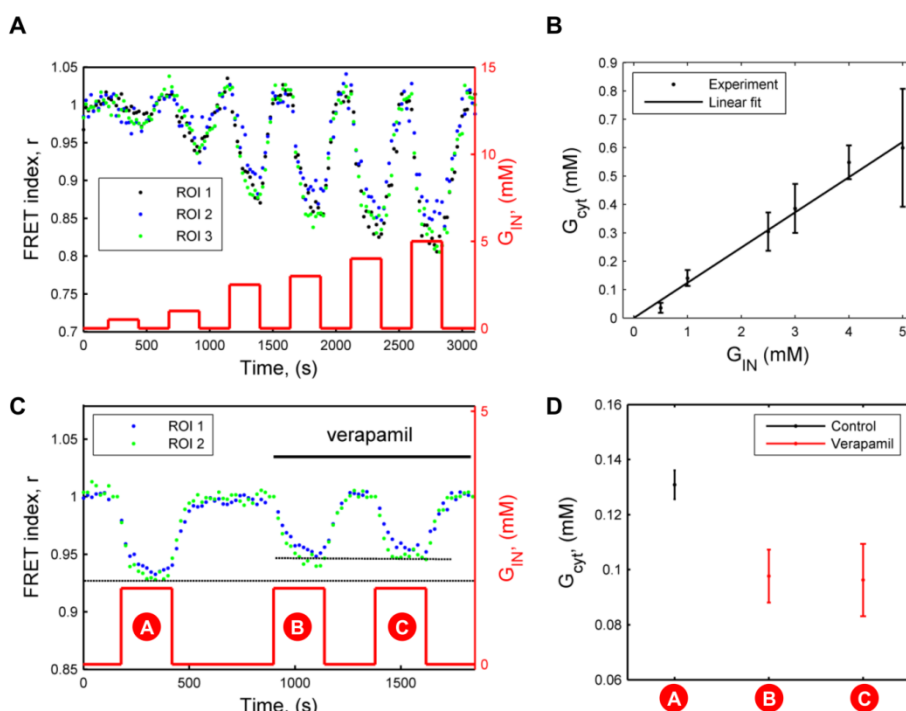 A
1.05
1
0.95
0.9
0.85
0.8
0.75
0.7
FRET index, r
ROI 1
ROI 2
ROI 3
0 500 1000 1500 2000 2500 3000
Time, (s)
15
10
5
0
G_IN, (mM)
B
0.9
0.8
0.7
0.6
0.5
0.4
0.3
0.2
0.1
0
G_cyt (mM)
Experiment
Linear fit
0 1 2 3 4 5
G_IN (mM)
C
1.05
1
0.95
0.9
0.85
FRET index, r
ROI 1
ROI 2
verapamil
A
B
C
0 500 1000 1500
Time, (s)
5
0
G_IN, (mM)
D
0.16
0.14
0.12
0.1
0.08
0.06
G_cyt, (mM)
Control
Verapamil
A B C